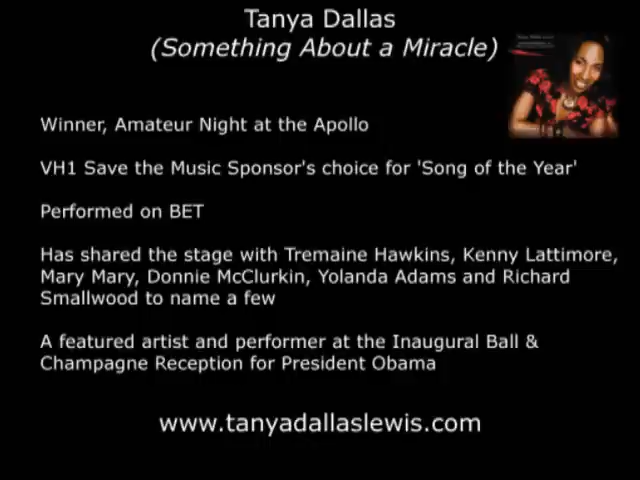 Tanya Dallas
(Something About a Miracle)
Winner, Amateur Night at the Apollo
VH1 Save the Music Sponsor's choice for 'Song of the Year'
Performed on BET
Has shared the stage with Tremaine Hawkins, Kenny Lattimore,
Mary Mary, Donnie McClurkin, Yolanda Adams and Richard
Smallwood to name a few
A featured artist and performer at the Inaugural Ball &
Champagne Reception for President Obama
www.tanyadallaslewis.com